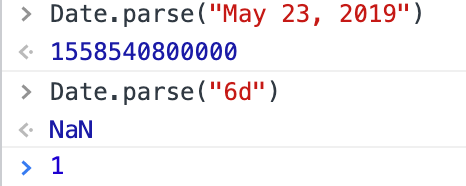 > Date.parse("May 23, 2019")
<· 1558540800000
> Date.parse("6d")
<· NaN
> 1